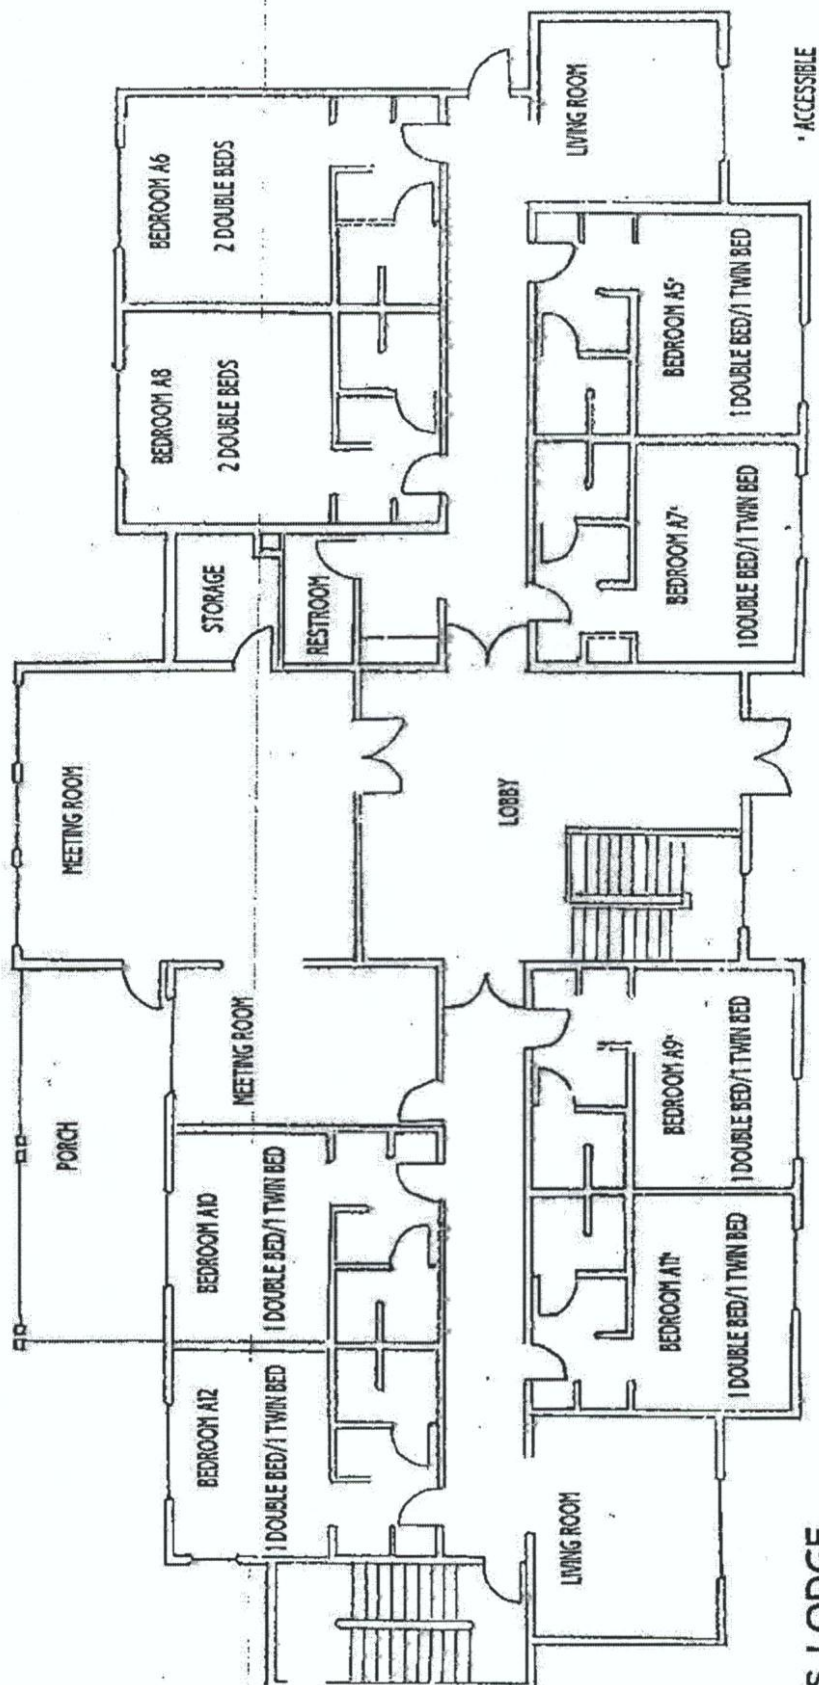 PORCH
MEETING ROOM
BEDROOM A12
1 DOUBLE BED/1 TWIN BED
BEDROOM A10
1 DOUBLE BED/1 TWIN BED
MEETING ROOM
STORAGE
RESTROOM
BEDROOM A8
2 DOUBLE BEDS
BEDROOM A6
2 DOUBLE BEDS
LOBBY
LIVING ROOM
BEDROOM A11*
1 DOUBLE BED/1 TWIN BED
BEDROOM A9*
1 DOUBLE BED/1 TWIN BED
BEDROOM A7*
1 DOUBLE BED/1 TWIN BED
BEDROOM A5*
1 DOUBLE BED/1 TWIN BED
LIVING ROOM
S LODGE
* ACCESSIBLE